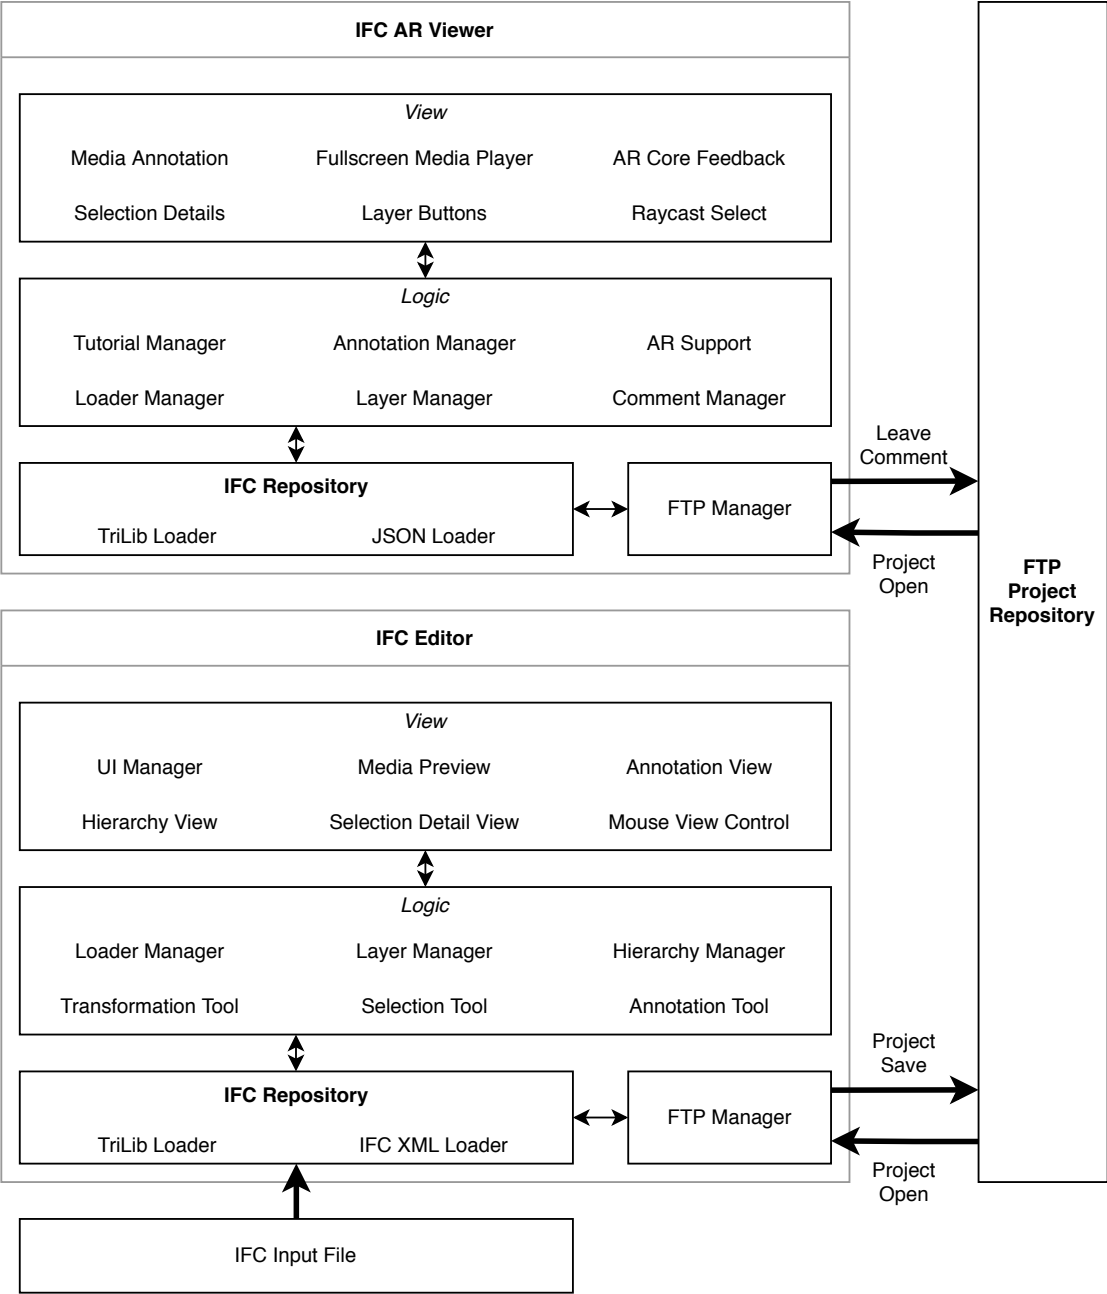 IFC AR Viewer
View
Media Annotation
Fullscreen Media Player
AR Core Feedback
Selection Details
Layer Buttons
Raycast Select
Logic
Tutorial Manager
Annotation Manager
AR Support
Loader Manager
Layer Manager
Comment Manager
IFC Repository
TriLib Loader
JSON Loader
FTP Manager
Leave
Comment
Project
Open
FTP
Project
Repository
IFC Editor
View
UI Manager
Media Preview
Annotation View
Hierarchy View
Selection Detail View
Mouse View Control
Logic
Loader Manager
Layer Manager
Hierarchy Manager
Transformation Tool
Selection Tool
Annotation Tool
IFC Repository
TriLib Loader
IFC XML Loader
FTP Manager
Project
Save
Project
Open
IFC Input File